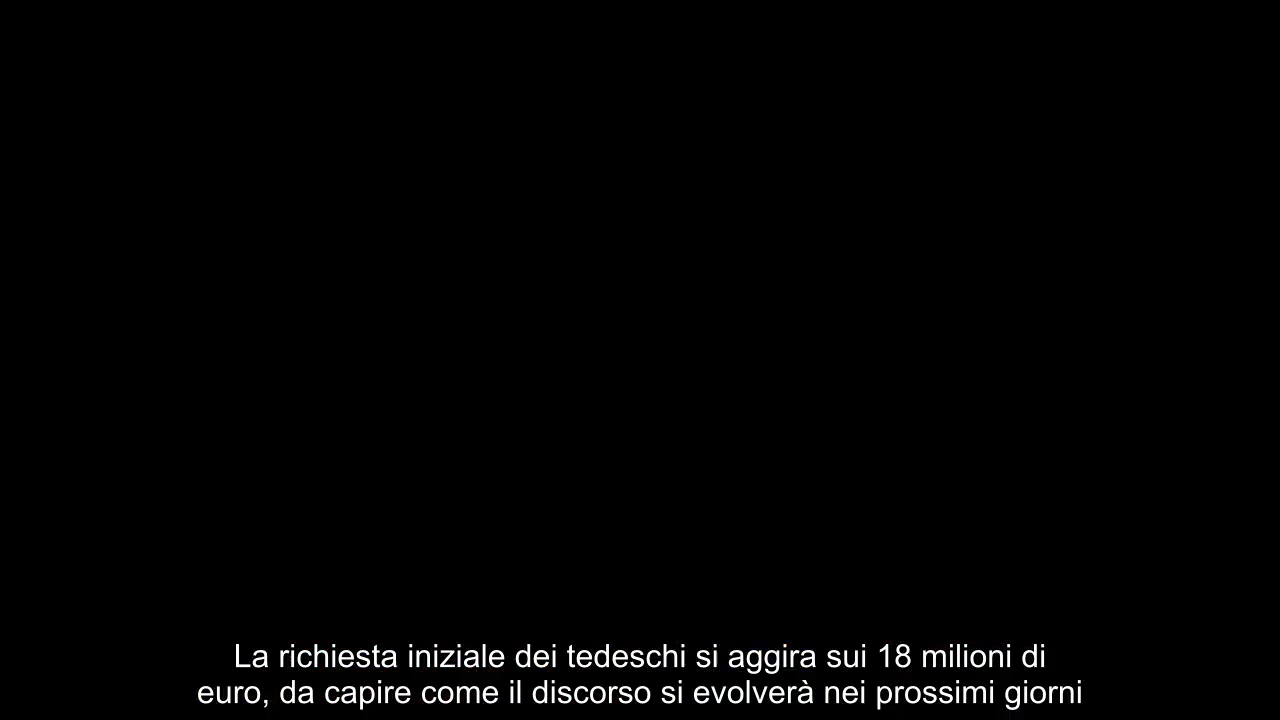 La richiesta iniziale dei tedeschi si aggira sui 18 milioni di
euro, da capire come il discorso si evolverà nei prossimi giorni